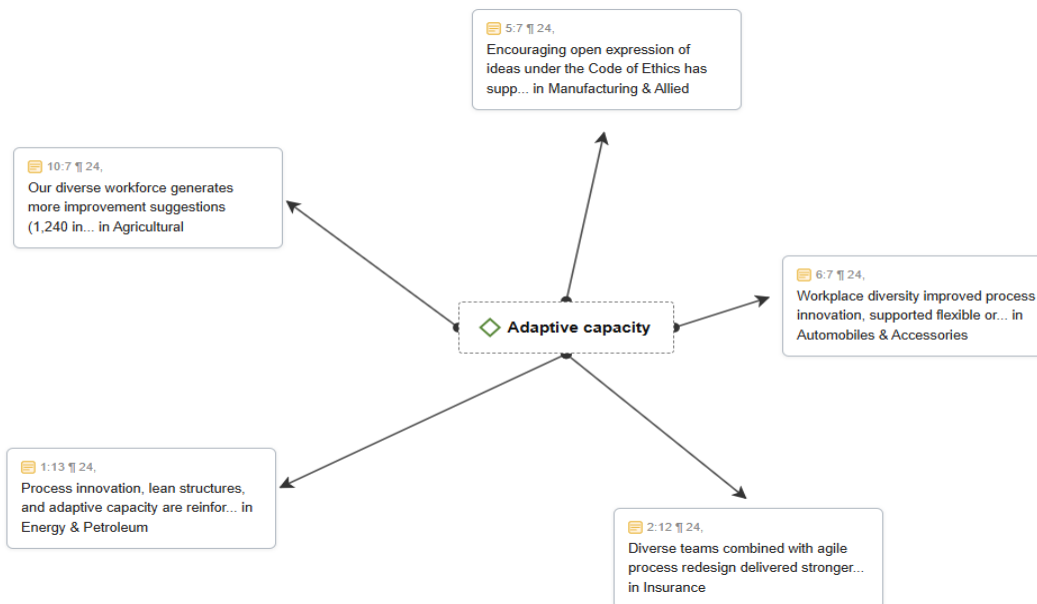 5:7 ¶ 24,
Encouraging open expression of
ideas under the Code of Ethics has
supp... in Manufacturing & Allied
10:7 ¶ 24,
Our diverse workforce generates
more improvement suggestions
(1,240 in... in Agricultural
6:7 ¶ 24,
Workplace diversity improved process
innovation, supported flexible or... in
Automobiles & Accessories
Adaptive capacity
1:13 ¶ 24,
Process innovation, lean structures,
and adaptive capacity are reinfor... in
Energy & Petroleum
2:12 ¶ 24,
Diverse teams combined with agile
process redesign delivered stronger...
in Insurance